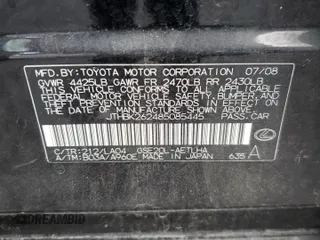 MFD. BY: TOYOTA MOTOR CORPORATION 07/08
GVWR 4425LB GAWR FR 2470LB RR 2430LB
THIS VEHICLE CONFORMS TO ALL APPLICABLE
FEDERAL MOTOR VEHICLE SAFETY, BUMPER, AND
THEFT PREVENTION STANDARDS IN EFFECT ON THE
DATE OF MANUFACTURE SHOWN ABOVE.
JTHBK262485085445 PASS. CAR
C/TR:212/LA04 GSE20L-AETLHA
A/TM:B03A/A960E MADE IN JAPAN 635 A